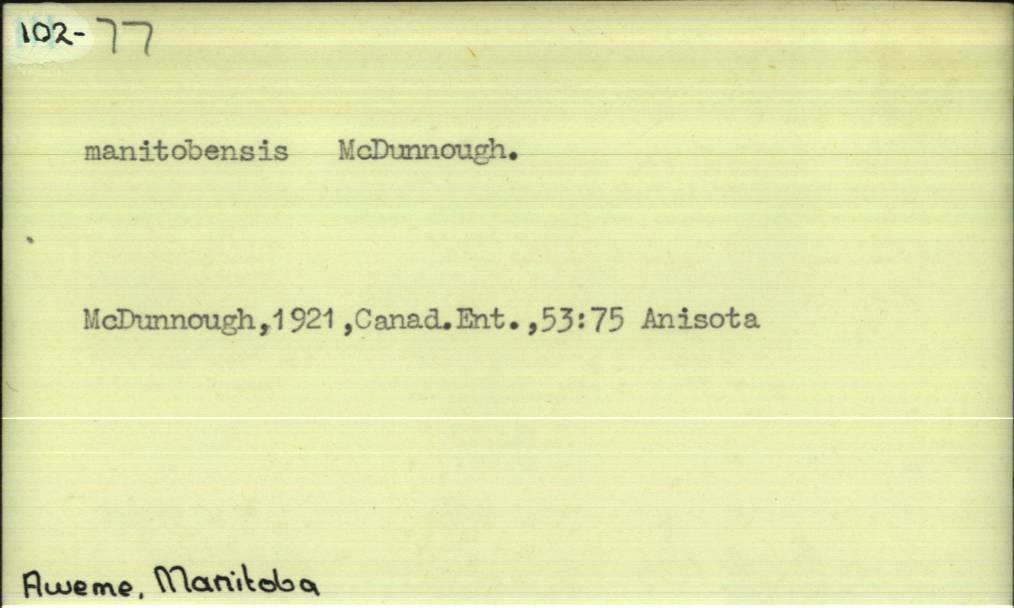 102-77
manitobensis McDunnough.
McDunnough,1921,Canad.Ent.,53:75 Anisota
Aweme, Manitoba